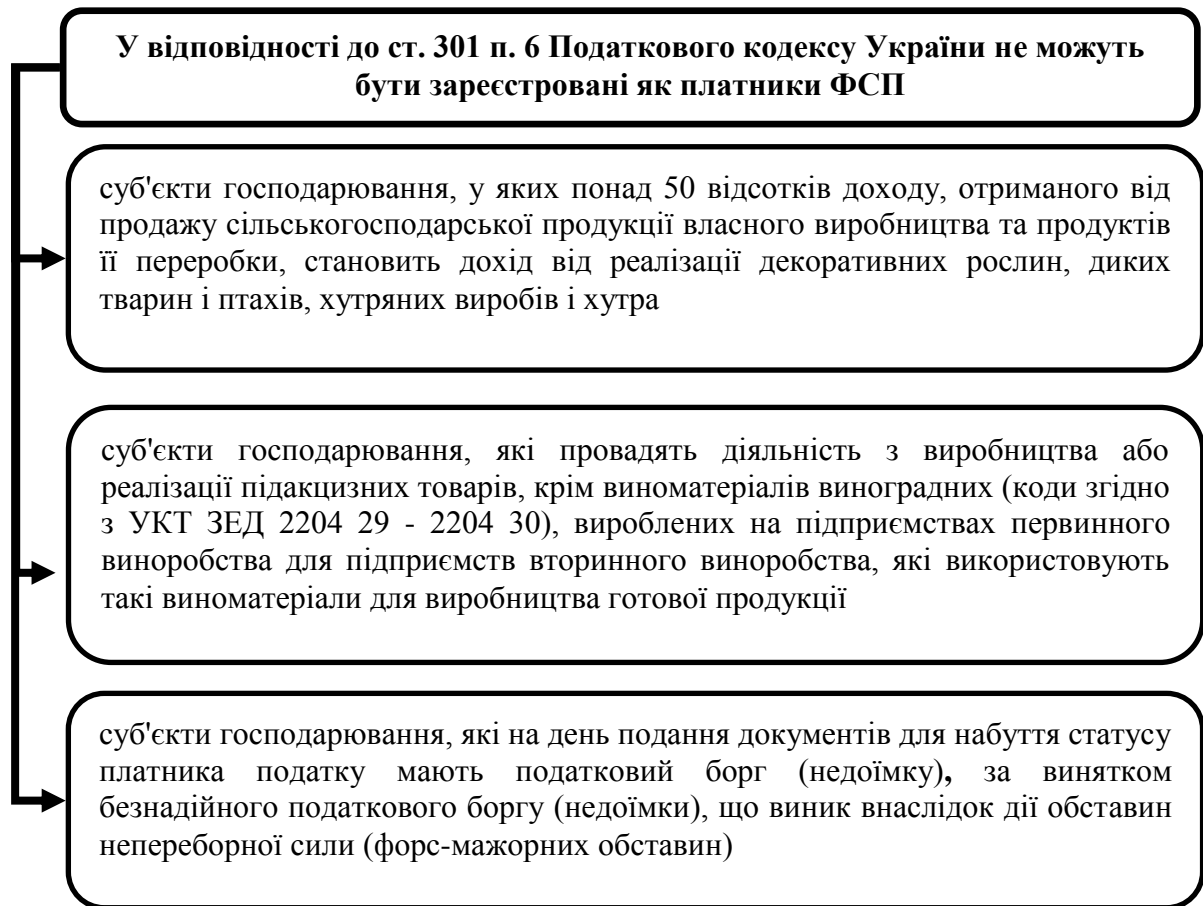 У відповідності до ст. 301 п. 6 Податкового кодексу України не можуть
бути зареєстровані як платники ФСП
суб'єкти господарювання, у яких понад 50 відсотків доходу, отриманого від
продажу сільськогосподарської продукції власного виробництва та продуктів
її переробки, становить дохід від реалізації декоративних рослин, диких
тварин і птахів, хутряних виробів і хутра
суб'єкти господарювання, які провадять діяльність з виробництва або
реалізації підакцизних товарів, крім виноматеріалів виноградних (коди згідно
з УКТ ЗЕД 2204 29 - 2204 30), вироблених на підприємствах первинного
виноробства для підприємств вторинного виноробства, які використовують
такі виноматеріали для виробництва готової продукції
суб'єкти господарювання, які на день подання документів для набуття статусу
платника податку мають податковий борг (недоїмку), за винятком
безнадійного податкового боргу (недоїмки), що виник внаслідок дії обставин
непереборної сили (форс-мажорних обставин)